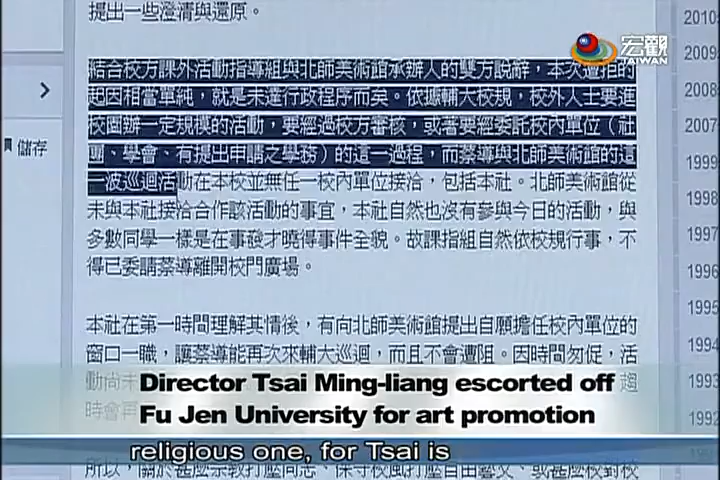 提出一些澄清與還原。
結合校方課外活動指導組與北師美術館承辦人的雙方說辭，本次遭拒的
起因相當單純，就是未達行政程序而矣。依據輔大校規，校外人士要進
校園辦一定規模的活動，要經過校方審核，或著要經委託校內單位（社
團、學會、有提出申請之學務）的這一過程，而蔡導與北師美術館的這
一波巡迴活動在本校並無任一校內單位接洽，包括本社。北師美術館從
未與本社接洽合作該活動的事宜，本社自然也沒有參與今日的活動，與
多數同學一樣是在事發才曉得事件全貌。故課指組自然依校規行事，不
得已委請蔡導離開校門廣場。
本社在第一時間理解其情後，有向北師美術館提出自願擔任校內單位的
窗口一職，讓蔡導能再次來輔大巡迴，而且不會遭阻。因時間匆促，活
動尚未
時會再
儲存
宏觀
TAIWAN
2010
2009
2008
2007
1999
1998
1997
1995
1994
1993
1992
Director Tsai Ming-liang escorted off
Fu Jen University for art promotion
religious one, for Tsai is